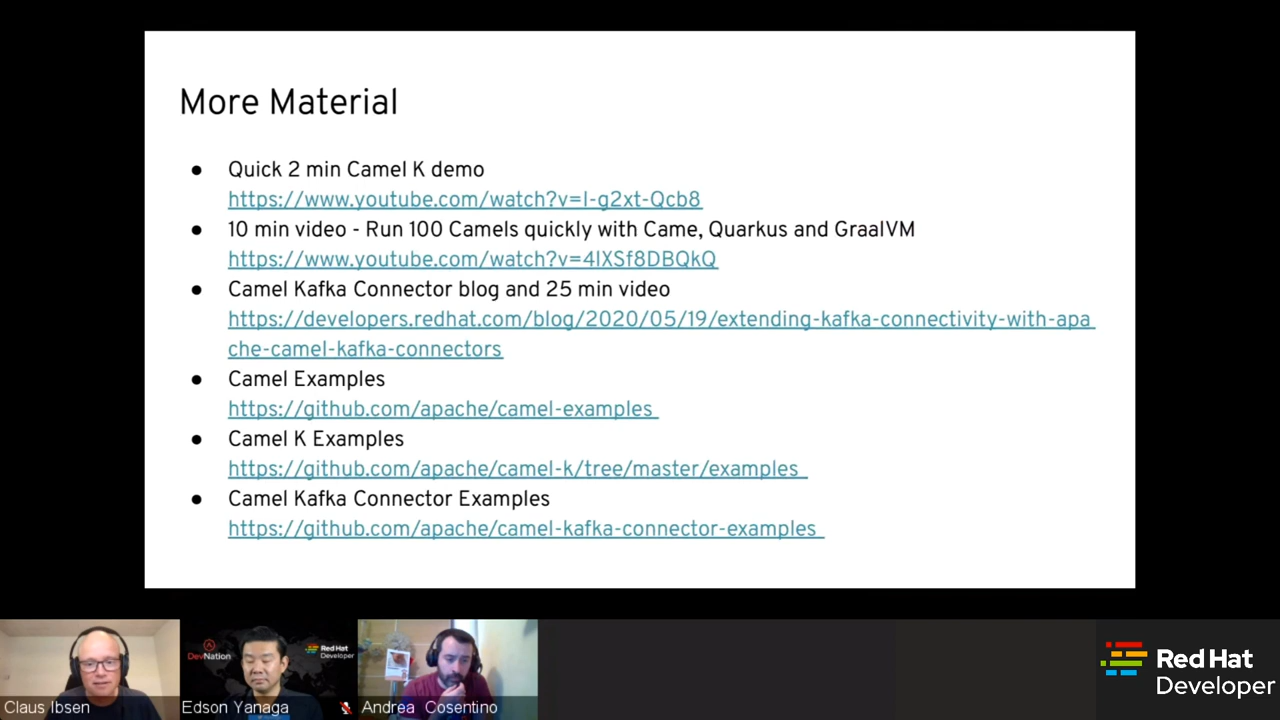 More Material
● Quick 2 min Camel K demo
https://www.youtube.com/watch?v=l-g2xt-Qcb8
● 10 min video - Run 100 Camels quickly with Came, Quarkus and GraalVM
https://www.youtube.com/watch?v=4lXSf8DBQkQ
● Camel Kafka Connector blog and 25 min video
https://developers.redhat.com/blog/2020/05/19/extending-kafka-connectivity-with-apa
che-camel-kafka-connectors
● Camel Examples
https://github.com/apache/camel-examples
● Camel K Examples
https://github.com/apache/camel-k/tree/master/examples
● Camel Kafka Connector Examples
https://github.com/apache/camel-kafka-connector-examples
DevNation
Red Hat
Developer
Claus Ibsen
Edson Yanaga
Andrea Cosentino
Red Hat
Developer